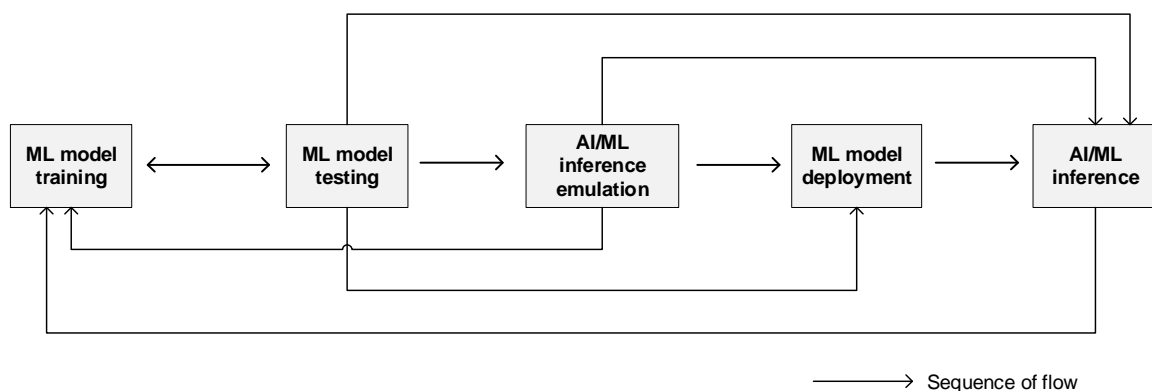 ML model
training
ML model
testing
AI/ML
inference
emulation
ML model
deployment
AI/ML
inference
Sequence of flow